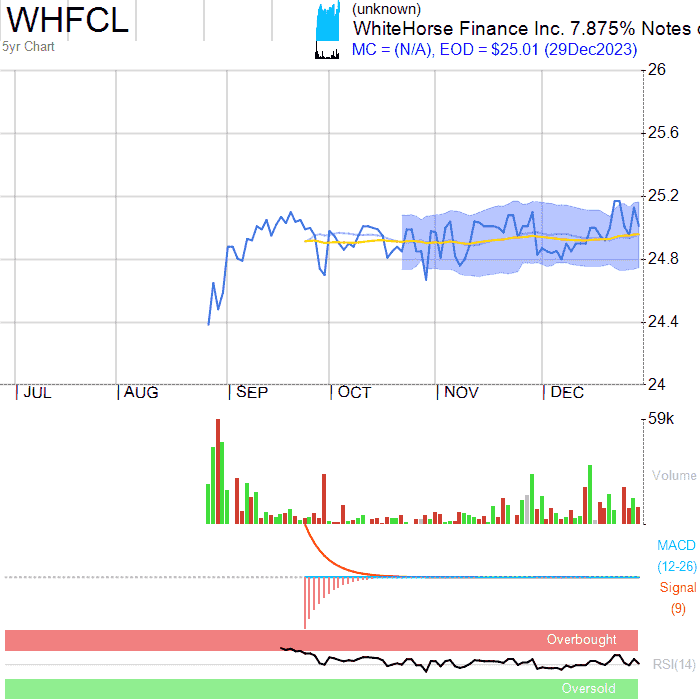 WHFCL
(unknown)
WhiteHorse Finance Inc. 7.875% Notes
5yr Chart
MC = (N/A), EOD = $25.01 (29Dec2023)
26
25.6
25.2
24.8
24.4
24
JUL AUG SEP OCT NOV DEC
59k
Volume
MACD
(12-26)
Signal
(9)
Overbought
RSI(14)
Oversold